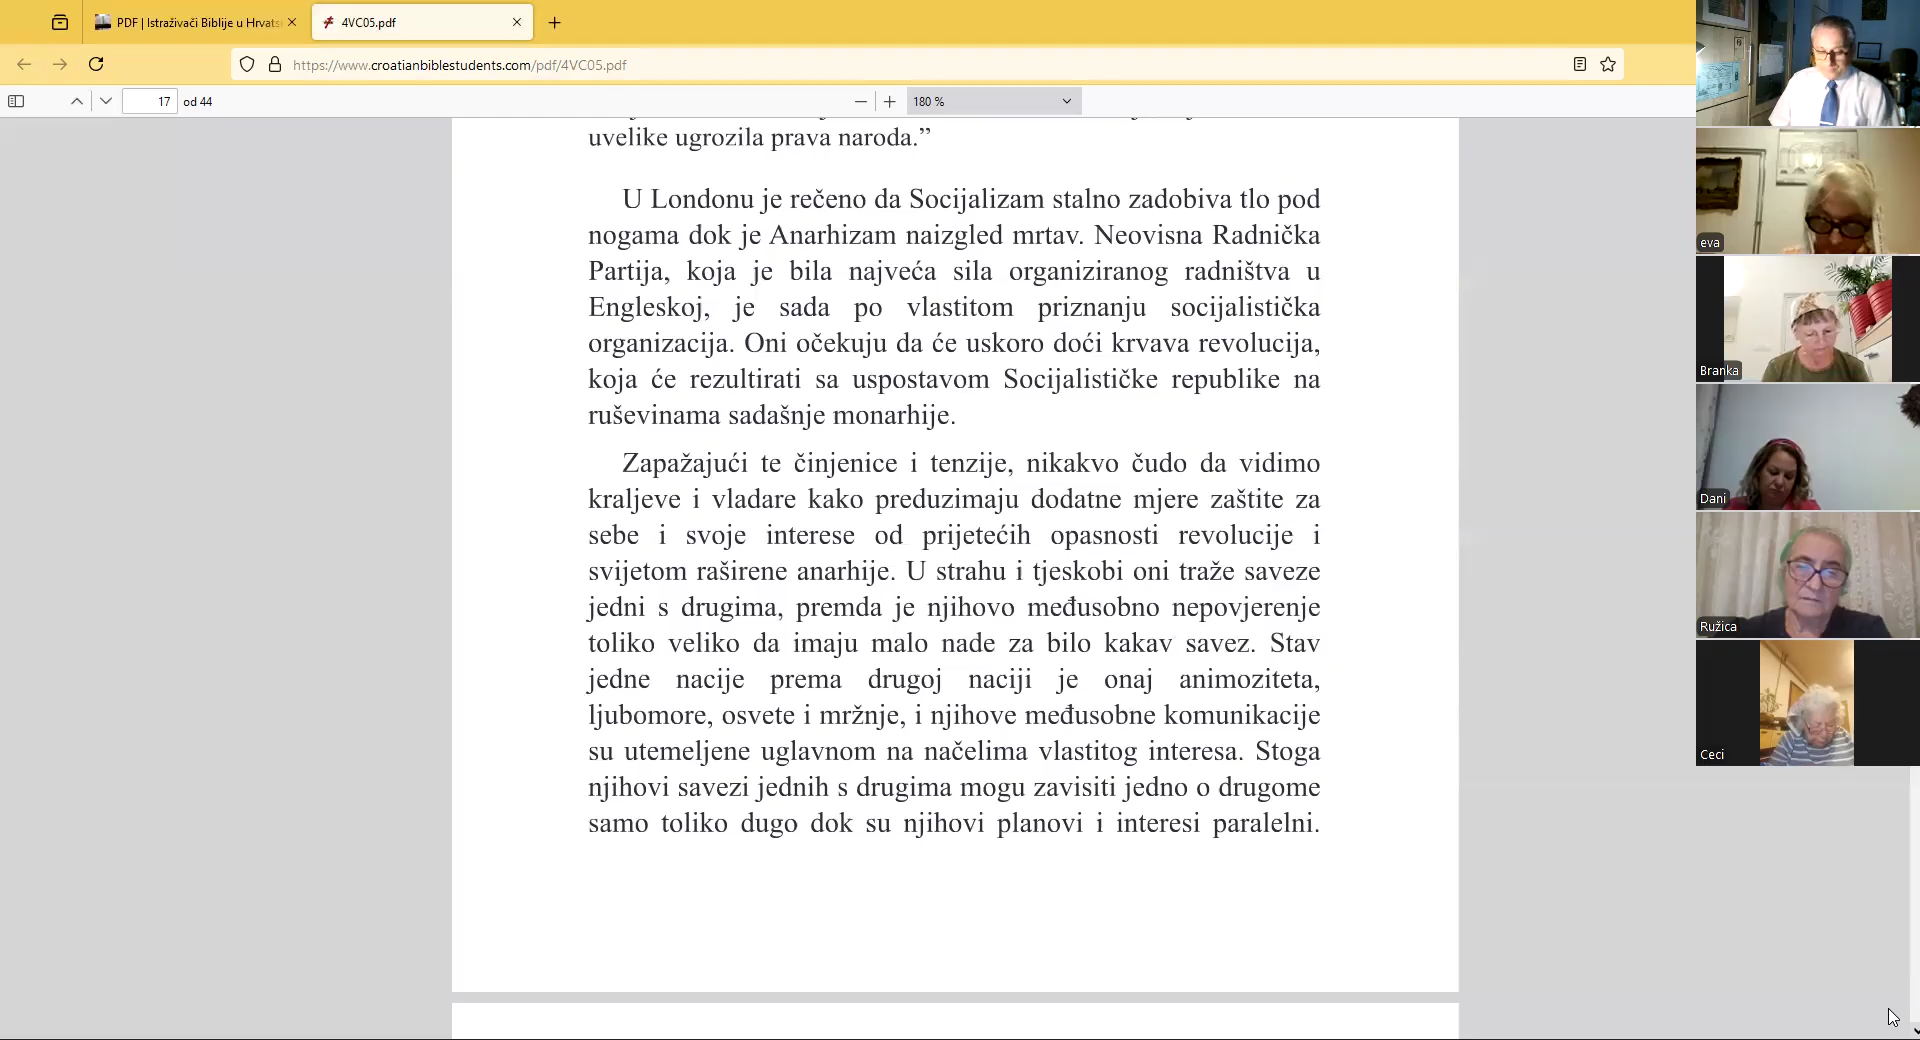 PDF | Istraživači Biblije u Hrvats
4VC05.pdf
https://www.croatianbiblestudents.com/pdf/4VC05.pdf
17 od 44
180 %
uvelike ugrozila prava naroda.”
U Londonu je rečeno da Socijalizam stalno zadobiva tlo pod
nogama dok je Anarhizam naizgled mrtav. Neovisna Radnička
Partija, koja je bila najveća sila organiziranog radništva u
Engleskoj, je sada po vlastitom priznanju socijalistička
organizacija. Oni očekuju da će uskoro doći krvava revolucija,
koja će rezultirati sa uspostavom Socijalističke republike na
ruševinama sadašnje monarhije.
Zapažajući te činjenice i tenzije, nikakvo čudo da vidimo
kraljeve i vladare kako preduzimaju dodatne mjere zaštite za
sebe i svoje interese od prijetećih opasnosti revolucije i
svijetom raširene anarhije. U strahu i tjeskobi oni traže saveze
jedni s drugima, premda je njihovo međusobno nepovjerenje
toliko veliko da imaju malo nade za bilo kakav savez. Stav
jedne nacije prema drugoj naciji je onaj animoziteta,
ljubomore, osvete i mržnje, i njihove međusobne komunikacije
su utemeljene uglavnom na načelima vlastitog interesa. Stoga
njihovi savezi jednih s drugima mogu zavisiti jedno o drugome
samo toliko dugo dok su njihovi planovi i interesi paralelni.
eva
Branka
Dani
Ružica
Ceci